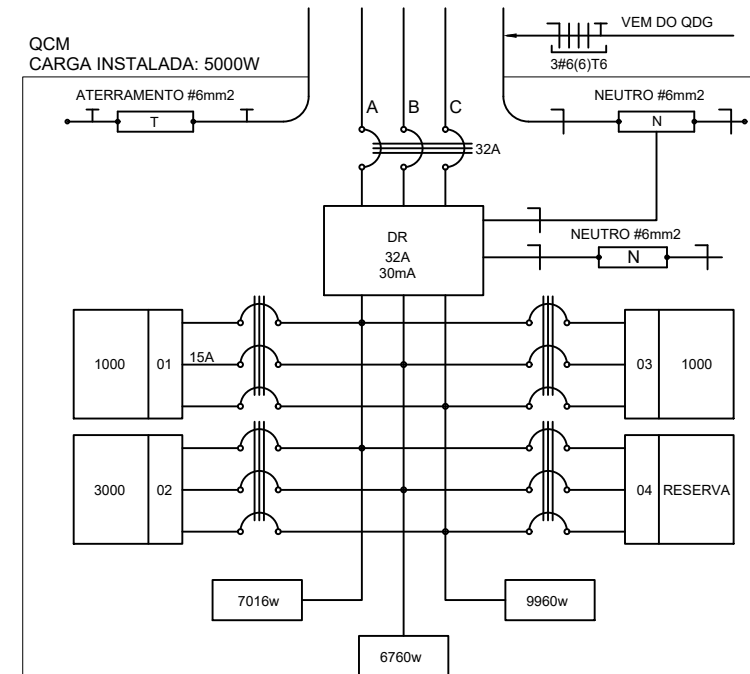 QCM
CARGA INSTALADA: 5000W
VEM DO QDG
3#6(6)T6
ATERRAMENTO #6mm2
T
A
B
C
NEUTRO #6mm2
N
32A
DR
32A
30mA
NEUTRO #6mm2
N
1000
01
15A
03
1000
3000
02
04
RESERVA
7016w
9960w
6760w